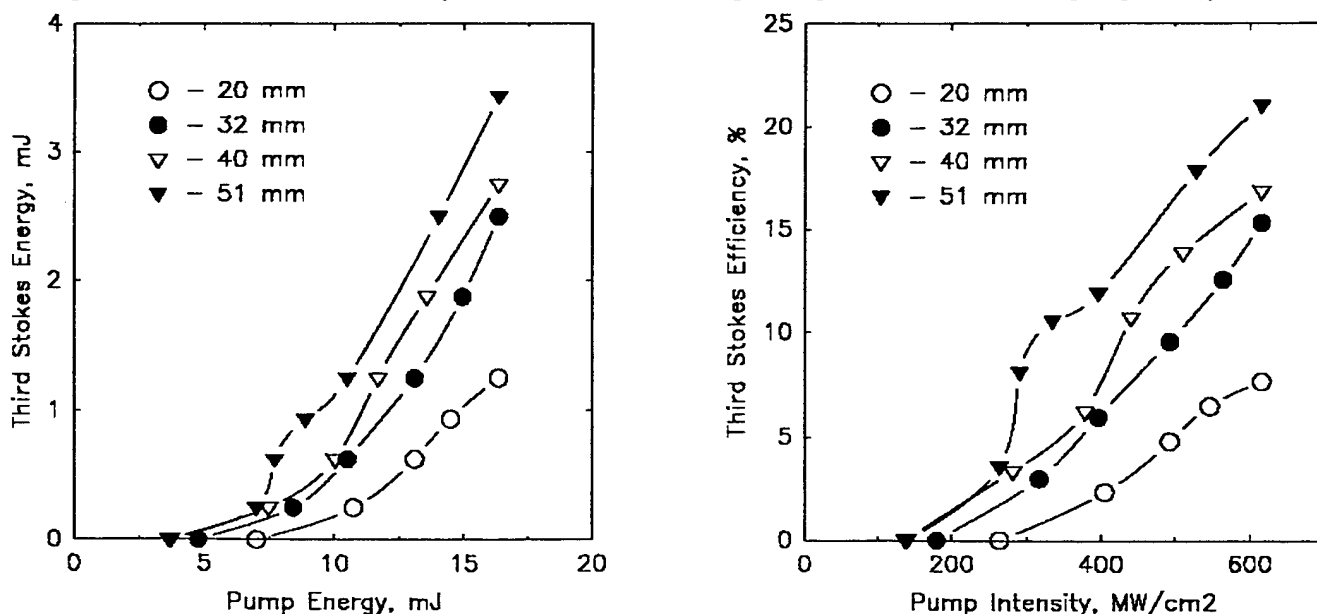 4
3
2
1
0
Third Stokes Energy, mJ
– 20 mm
– 32 mm
– 40 mm
– 51 mm
0 5 10 15 20
Pump Energy, mJ
25
20
15
10
5
0
Third Stokes Efficiency, %
– 20 mm
– 32 mm
– 40 mm
– 51 mm
0 200 400 600
Pump Intensity, MW/cm2